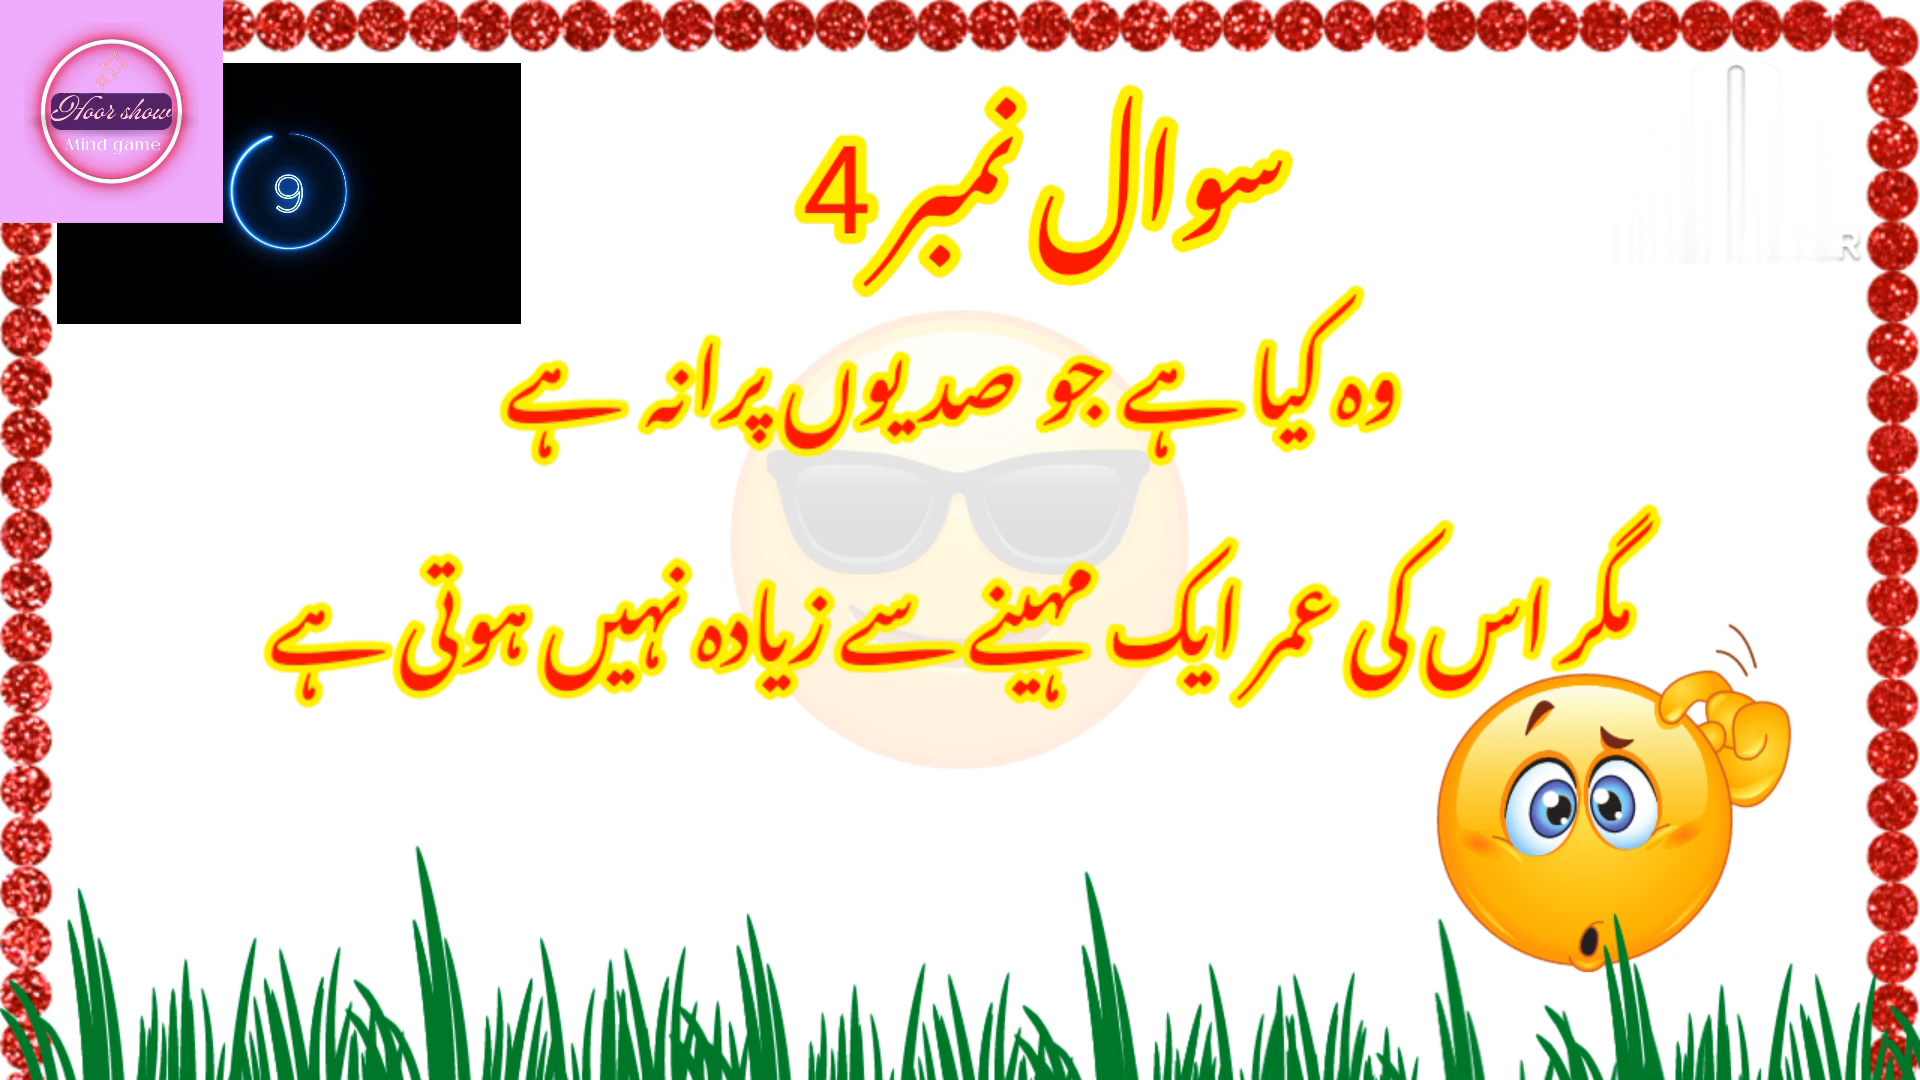 Hoor show
Mind game
9
سوال نمبر 4
وہ کیا ہے جو صدیوں پرانہ ہے
مگر اس کی عمر ایک مہینے سے زیادہ نہیں ہوتی ہے
R